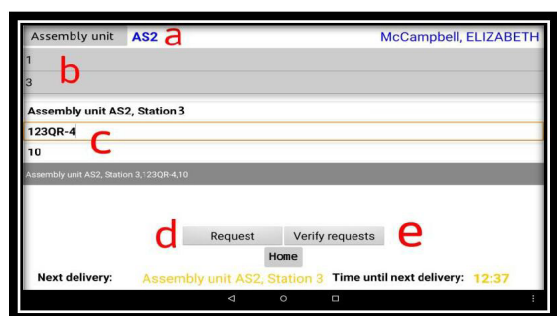 Assembly unit AS2 a McCampbell, ELIZABETH
1
b
3
Assembly unit AS2, Station 3
123QR-4
c
10
Assembly unit AS2, Station 3,123QR-4,10
d Request Verify requests e
Home
Next delivery: Assembly unit AS2, Station 3 Time until next delivery: 12:37